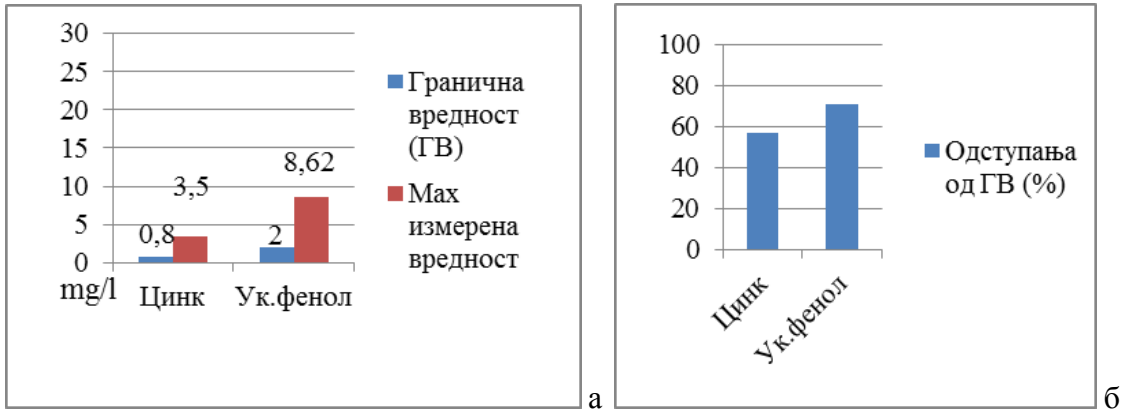 30
25
20
15
10
5
0
mg/l
0,8
3,5
2
8,62
Цинк
Ук.фенол
Гранична
вредност
(ГВ)
Max
измерена
вредност
а
100
80
60
40
20
0
Цинк
Ук.фенол
Одступања
од ГВ (%)
б